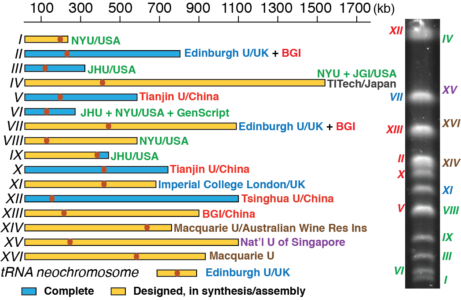 100 300 500 700 900 1100 1300 1500 1700 (kb)
I NYU/USA
II Edinburgh U/UK + BGI
III JHU/USA
NYU + JGI/USA
IV TITech/Japan
V Tianjin U/China
VI JHU + NYU/USA + GenScript
VII Edinburgh U/UK + BGI
VIII NYU/USA
IX JHU/USA
X Tianjin U/China
XI Imperial College London/UK
XII Tsinghua U/China
XIII BGI/China
XIV Macquarie U/Australian Wine Res Ins
XV Nat'l U of Singapore
XVI Macquarie U
tRNA neochromosome Edinburgh U/UK
Complete Designed, in synthesis/assembly
XII IV
XV
VII
XVI
XIII
II XIV
X
XI
V VIII
IX
III
VI I